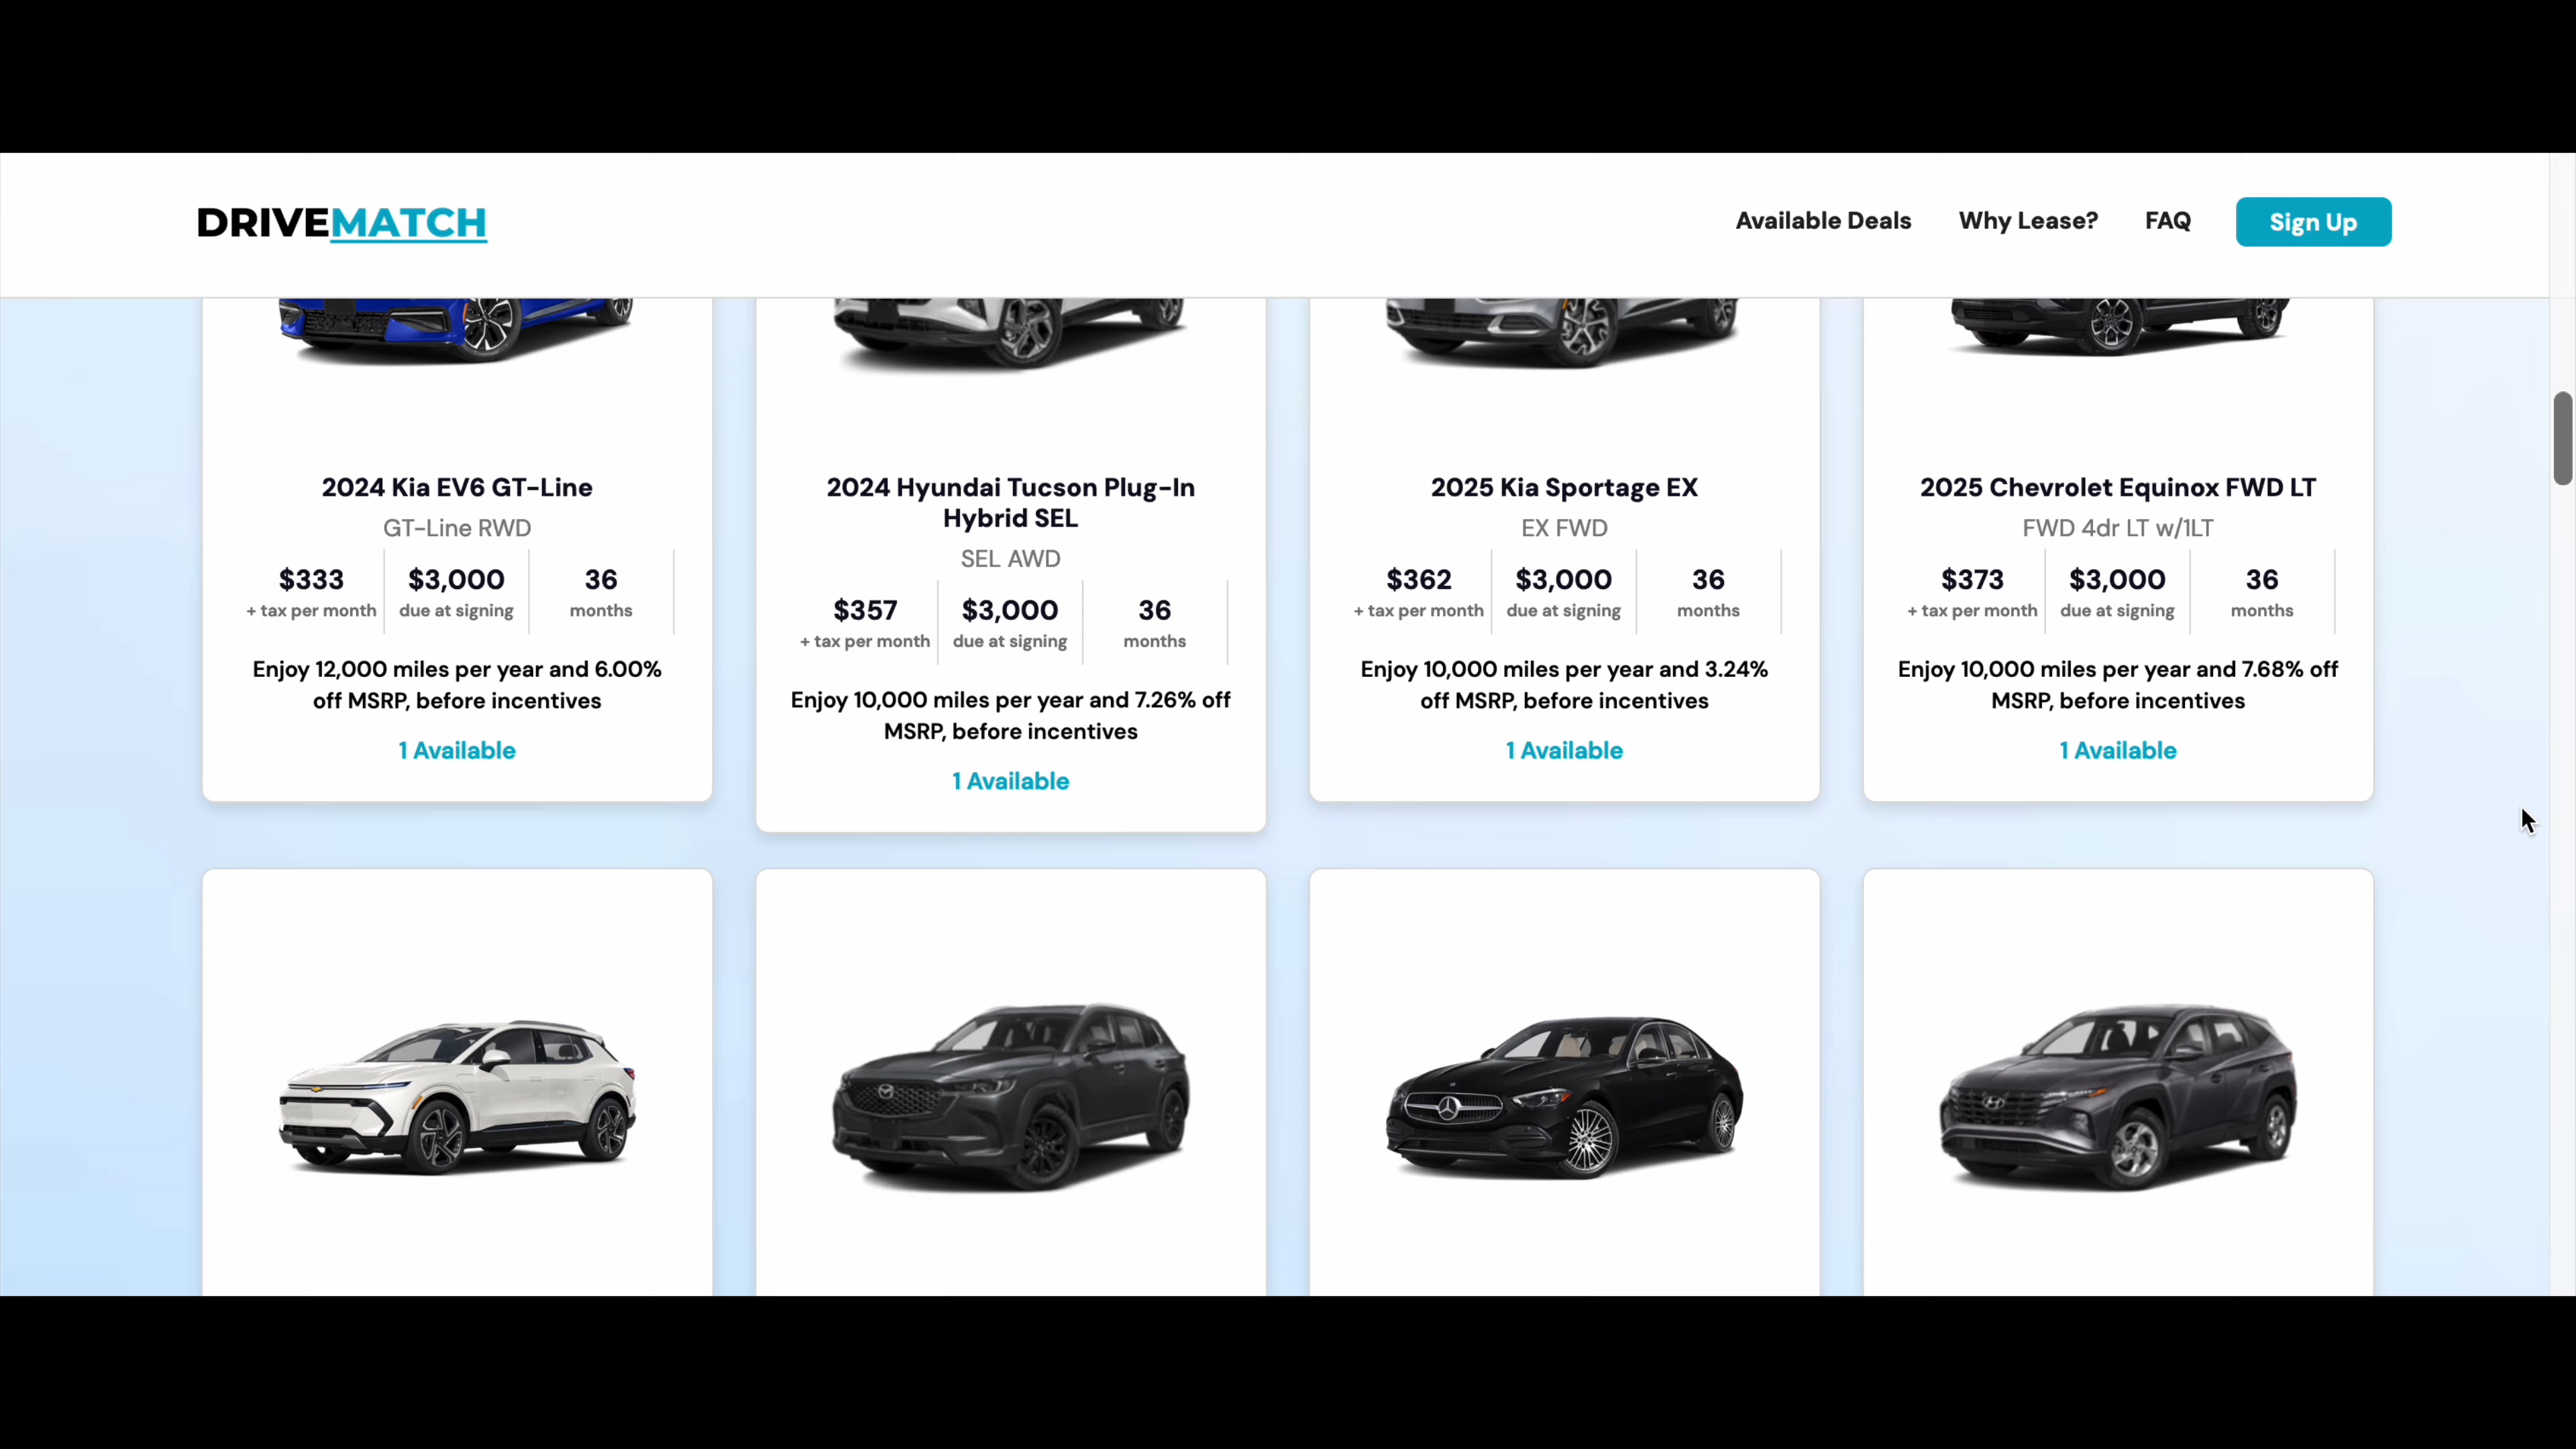 DRIVEMATCH
Available Deals
Why Lease?
FAQ
Sign Up
2024 Kia EV6 GT-Line
GT-Line RWD
$333
+ tax per month
$3,000
due at signing
36
months
Enjoy 12,000 miles per year and 6.00%
off MSRP, before incentives
1 Available
2024 Hyundai Tucson Plug-In
Hybrid SEL
SEL AWD
$357
+ tax per month
$3,000
due at signing
36
months
Enjoy 10,000 miles per year and 7.26% off
MSRP, before incentives
1 Available
2025 Kia Sportage EX
EX FWD
$362
+ tax per month
$3,000
due at signing
36
months
Enjoy 10,000 miles per year and 3.24%
off MSRP, before incentives
1 Available
2025 Chevrolet Equinox FWD LT
FWD 4dr LT w/1LT
$373
+ tax per month
$3,000
due at signing
36
months
Enjoy 10,000 miles per year and 7.68% off
MSRP, before incentives
1 Available